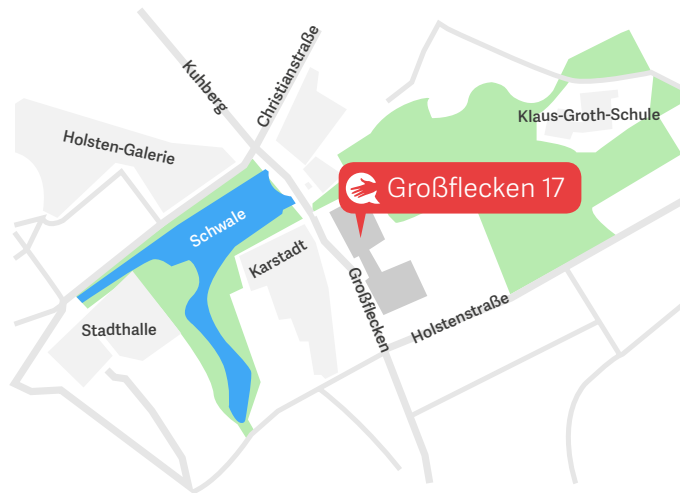 Kuhberg
Christianstraße
Klaus-Groth-Schule
Holsten-Galerie
Großflecken 17
Schwale
Karstadt
Großflecken
Holstenstraße
Stadthalle